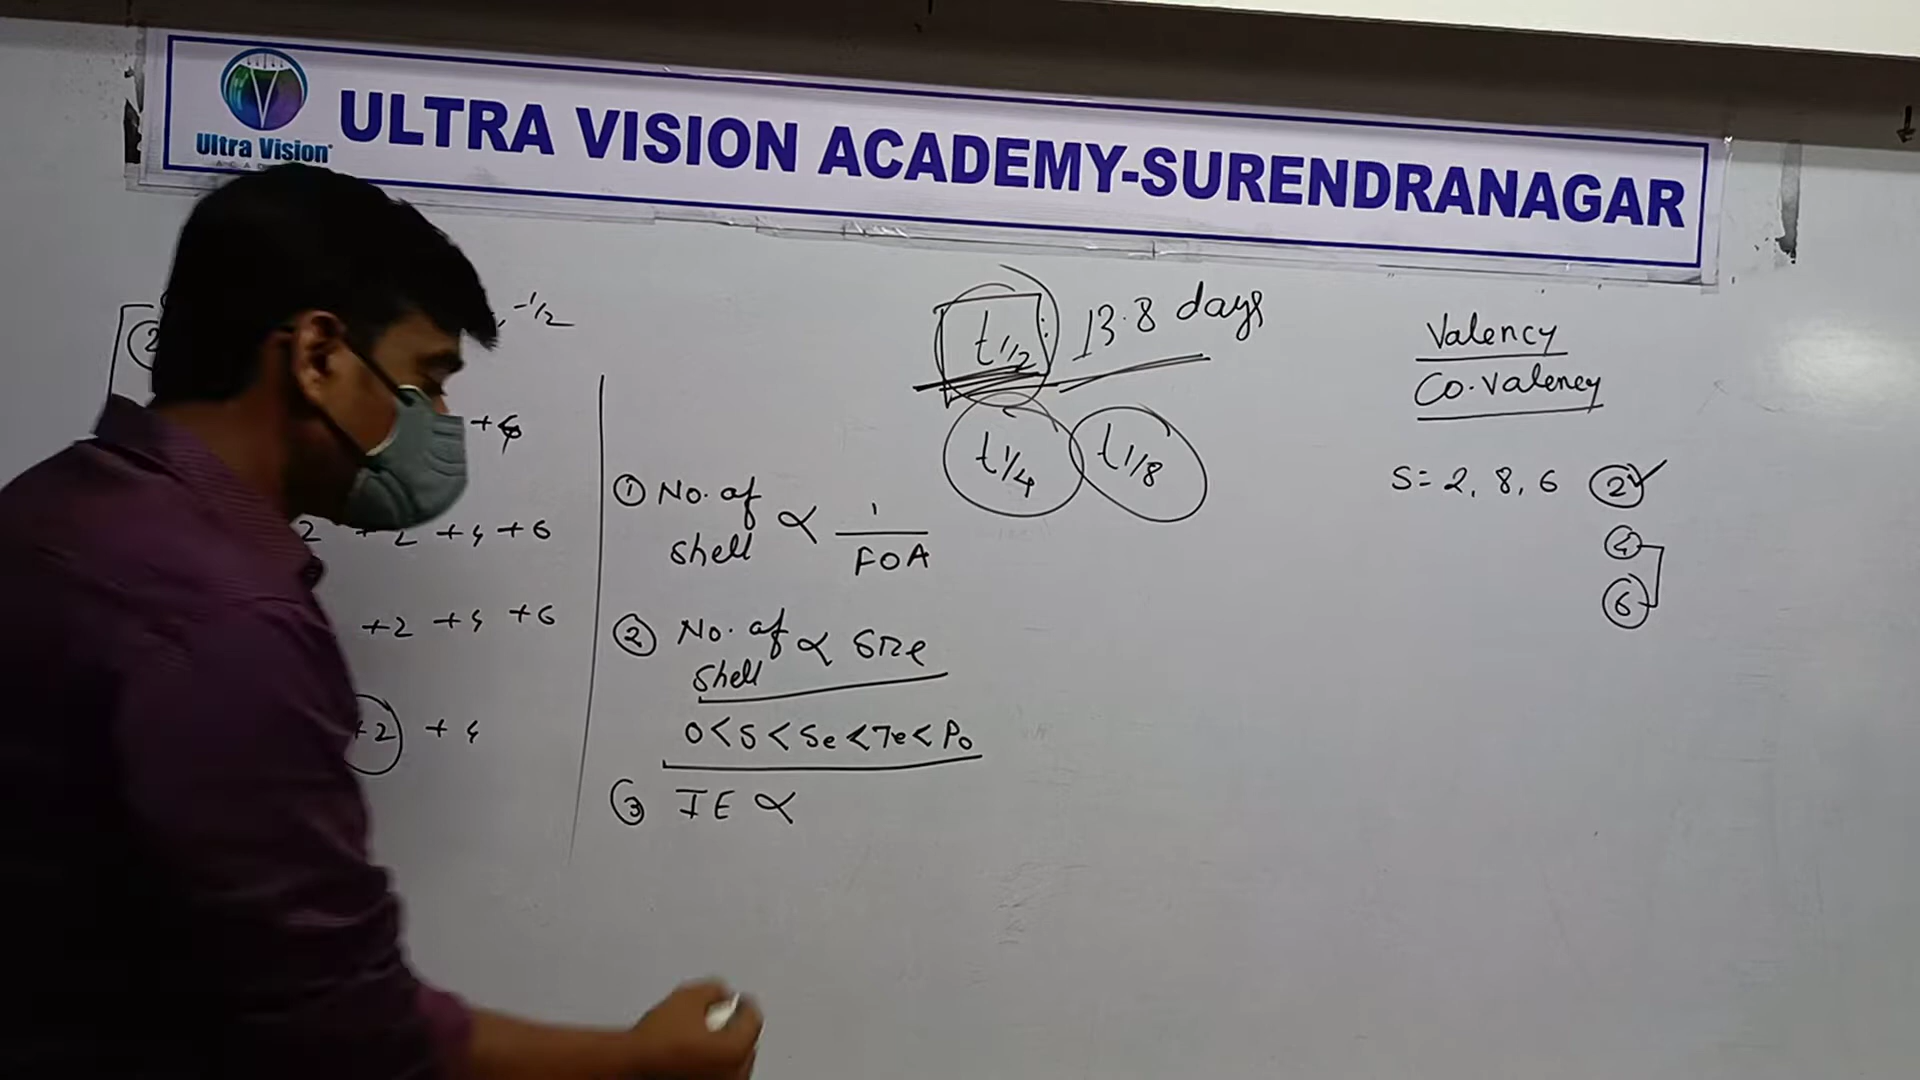 Ultra Vision
ULTRA VISION ACADEMY-SURENDRANAGAR
-1/2
2 +2 +4 +6
+2 +4 +6
+2 +4
① No. of shell ∝ 1/FOA
② No. of shell ∝ Size
O < S < Se < Te < Po
③ IE ∝
t1/2 : 13.8 days
t1/4 t1/8
Valency
Co.Valency
S = 2, 8, 6 ② ✓
④
⑥